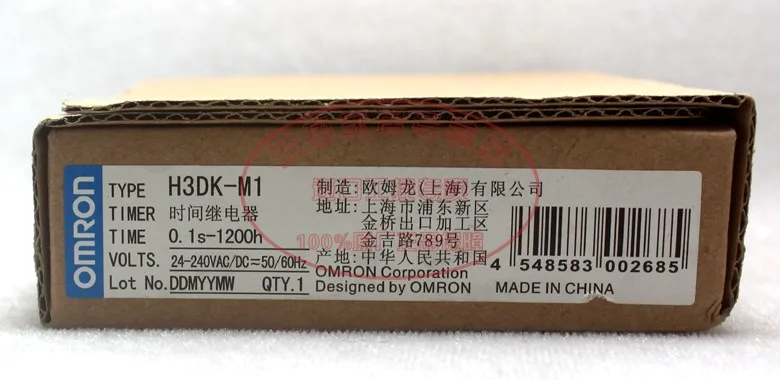 OMRON
TYPE H3DK-M1
TIMER 时间继电器
TIME 0.1s-1200h
VOLTS. 24-240VAC/DC=50/60Hz
Lot No. DDMYYMW QTY.1
制造:欧姆龙(上海)有限公司
地址:上海市浦东新区
金桥出口加工区
金吉路789号
产地:中华人民共和国
OMRON Corporation
Designed by OMRON
4 548583 002685
MADE IN CHINA
100%